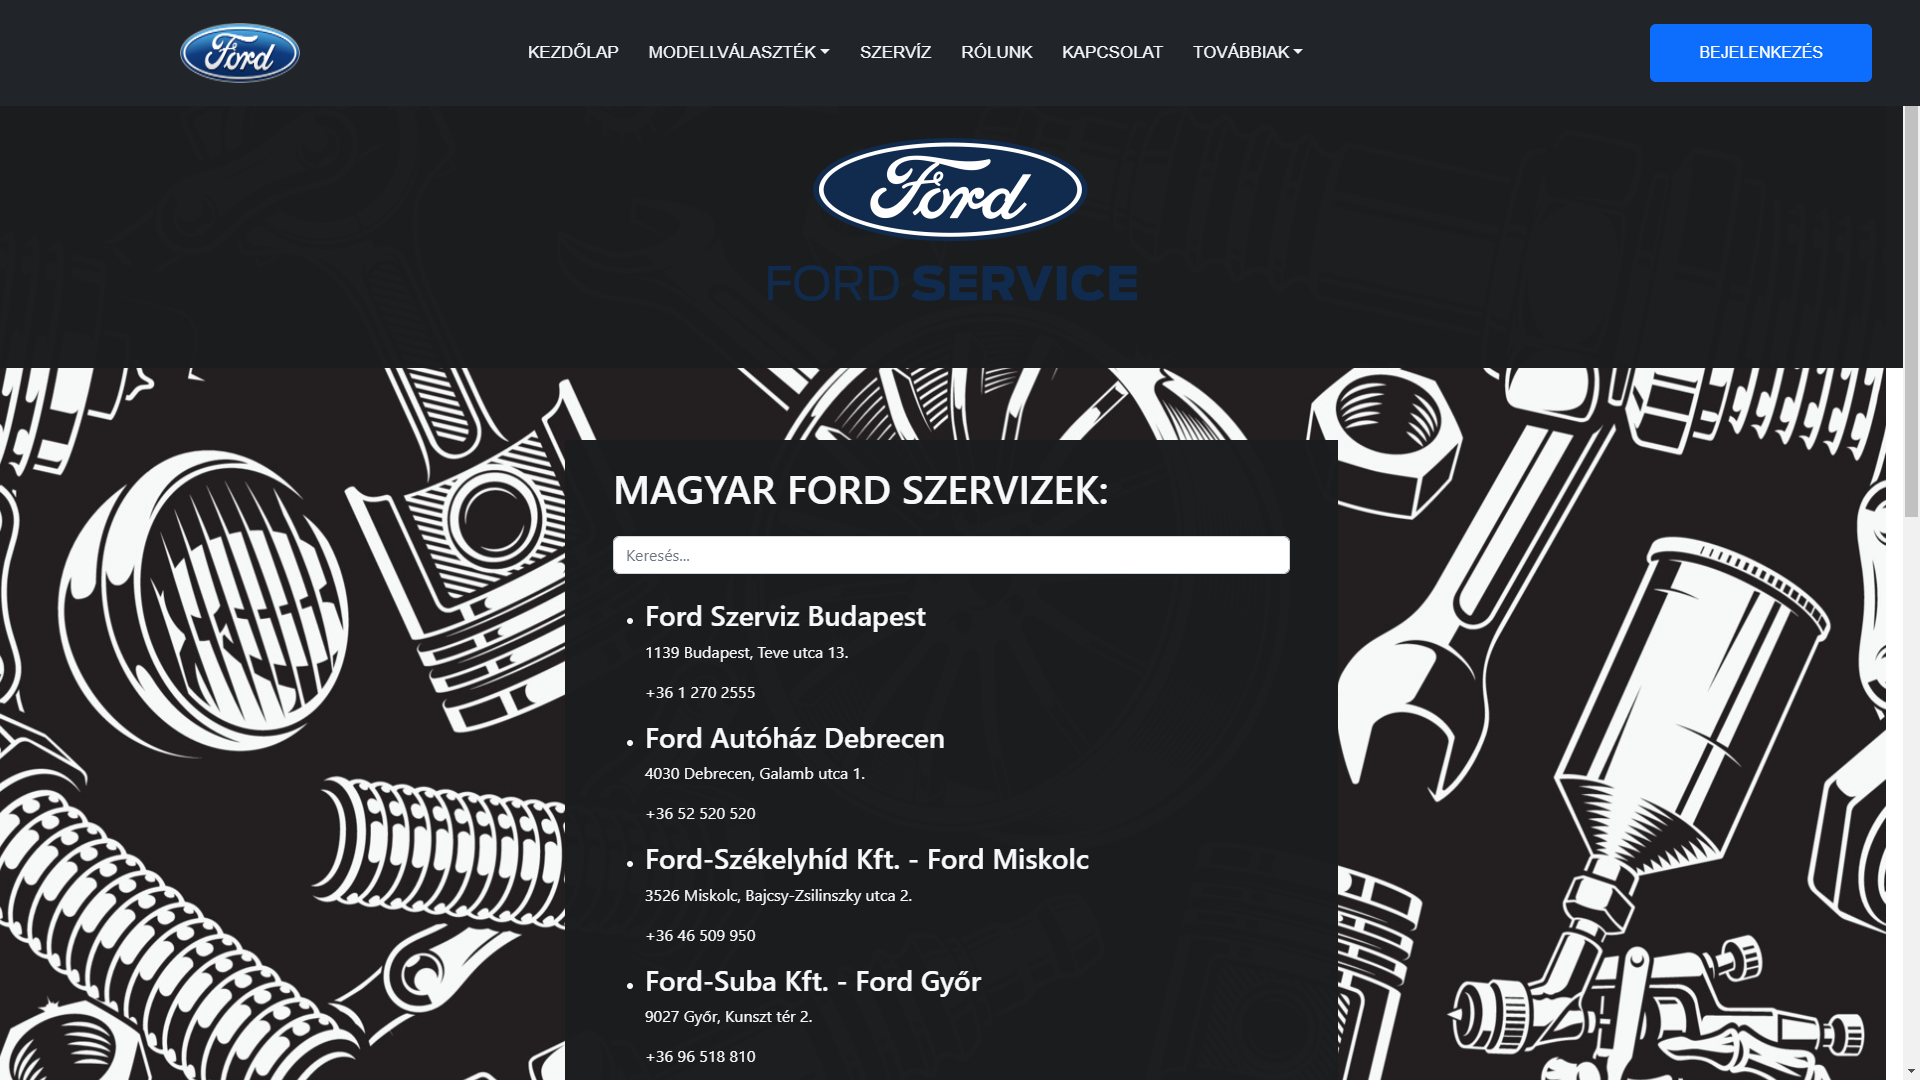 Ford
KEZDŐLAP
MODELLVÁLASZTÉK
SZERVÍZ
RÓLUNK
KAPCSOLAT
TOVÁBBIAK
BEJELENKEZÉS
Ford
FORD SERVICE
MAGYAR FORD SZERVIZEK:
Keresés...
Ford Szerviz Budapest
1139 Budapest, Teve utca 13.
+36 1 270 2555
Ford Autóház Debrecen
4030 Debrecen, Galamb utca 1.
+36 52 520 520
Ford-Székelyhíd Kft. - Ford Miskolc
3526 Miskolc, Bajcsy-Zsilinszky utca 2.
+36 46 509 950
Ford-Suba Kft. - Ford Győr
9027 Győr, Kunszt tér 2.
+36 96 518 810